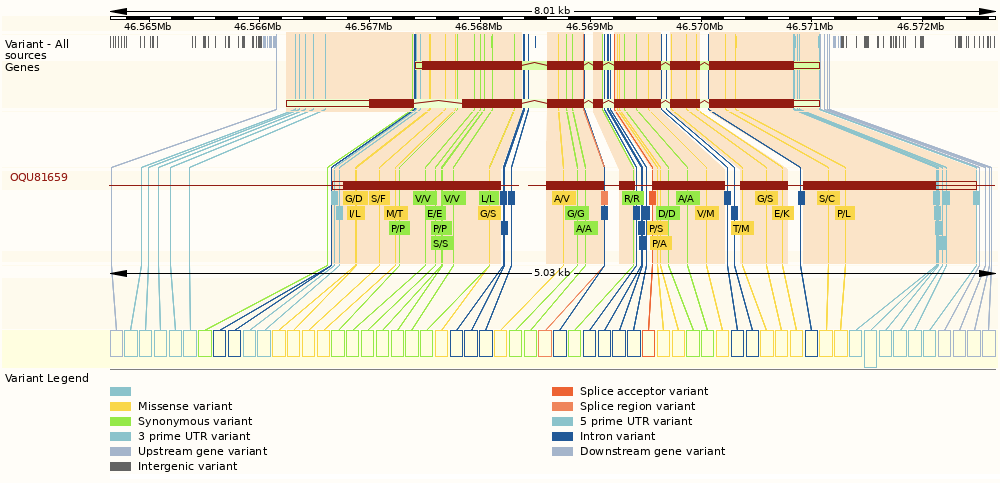 8.01 kb
46.565Mb 46.566Mb 46.567Mb 46.568Mb 46.569Mb 46.570Mb 46.571Mb 46.572Mb
Variant - All
sources
Genes
OQU81659
G/D S/F V/V V/V L/L A/V R/R A/A G/S S/C
I/L M/T E/E G/S G/G D/D V/M E/K P/L
P/P P/P A/A P/S T/M
S/S P/A
5.03 kb
Variant Legend
Splice acceptor variant
Missense variant Splice region variant
Synonymous variant 5 prime UTR variant
3 prime UTR variant Intron variant
Upstream gene variant Downstream gene variant
Intergenic variant